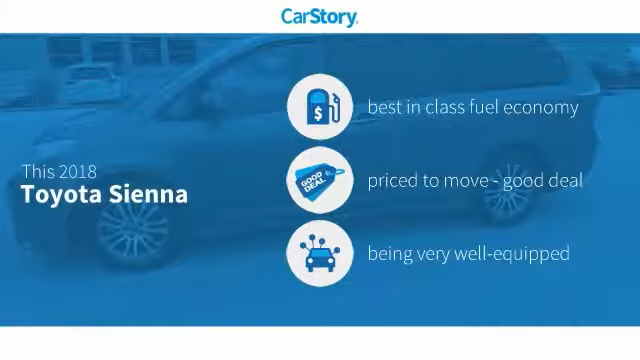 CarStory.
This 2018
Toyota Sienna
$
best in class fuel economy
GOOD
DEAL
priced to move - good deal
being very well-equipped